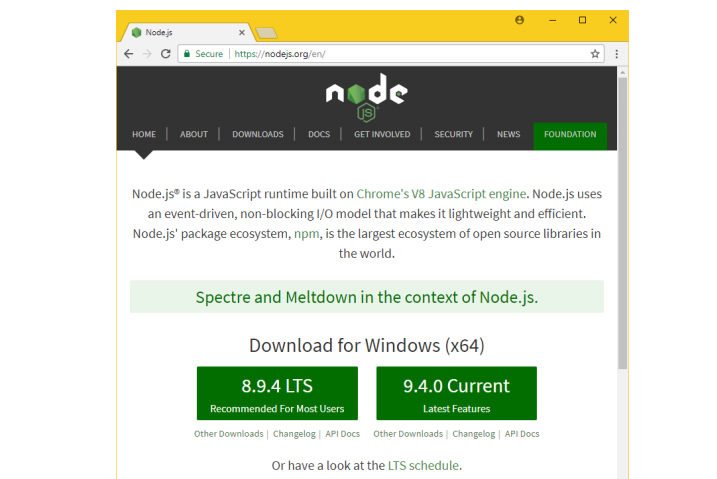 Node.js
Secure | https://nodejs.org/en/
node
JS
HOME | ABOUT | DOWNLOADS | DOCS | GET INVOLVED | SECURITY | NEWS FOUNDATION
Node.js® is a JavaScript runtime built on Chrome's V8 JavaScript engine. Node.js uses
an event-driven, non-blocking I/O model that makes it lightweight and efficient.
Node.js' package ecosystem, npm, is the largest ecosystem of open source libraries in
the world.
Spectre and Meltdown in the context of Node.js.
Download for Windows (x64)
8.9.4 LTS 9.4.0 Current
Recommended For Most Users Latest Features
Other Downloads | Changelog | API Docs Other Downloads | Changelog | API Docs
Or have a look at the LTS schedule.